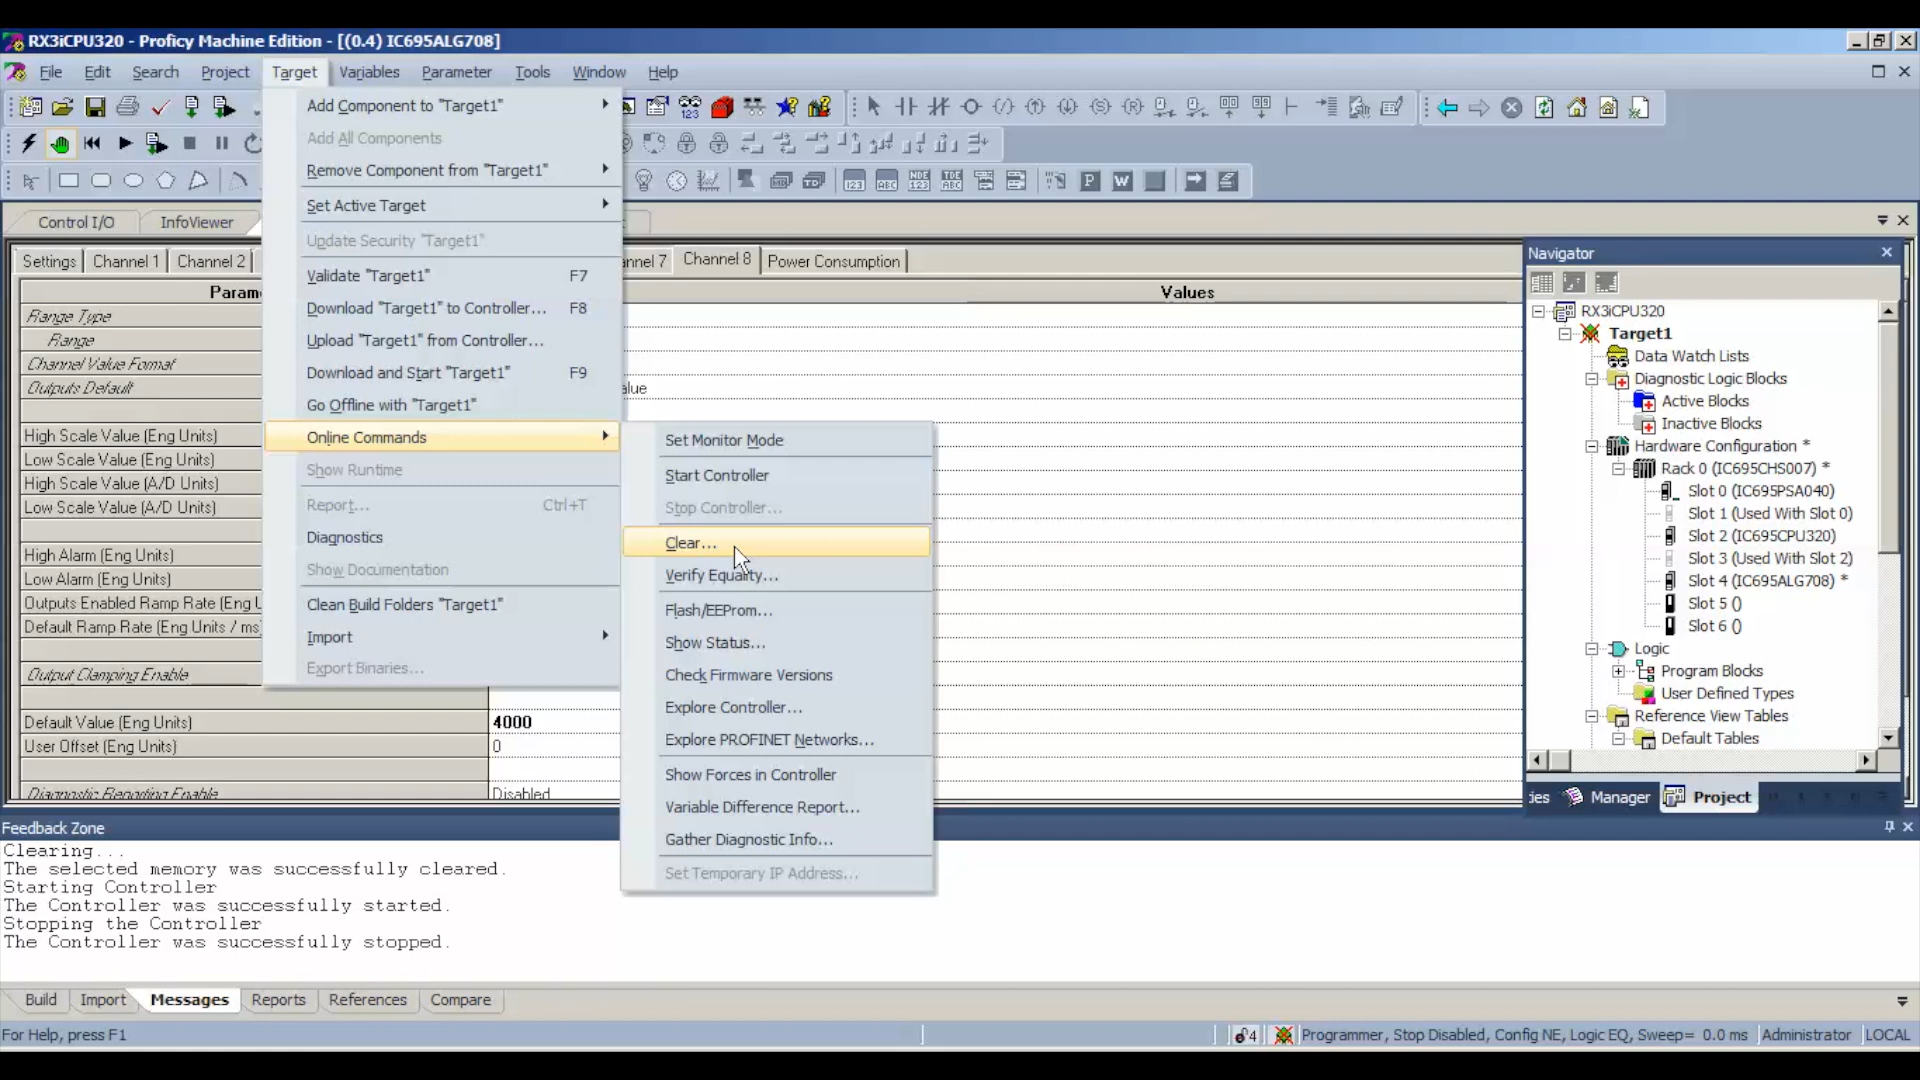 RX3iCPU320 - Proficy Machine Edition - [(0.4) IC695ALG708]
File Edit Search Project Target Variables Parameter Tools Window Help
Control I/O InfoViewer
Settings Channel 1 Channel 2 nnel 7 Channel 8 Power Consumption
Param Values
Range Type
Range
Channel Value Format
Outputs Default alue
High Scale Value (Eng Units)
Low Scale Value (Eng Units)
High Scale Value (A/D Units)
Low Scale Value (A/D Units)
High Alarm (Eng Units)
Low Alarm (Eng Units)
Outputs Enabled Ramp Rate (Eng U
Default Ramp Rate (Eng Units / ms)
Output Clamping Enable
Default Value (Eng Units) 4000
User Offset (Eng Units) 0
Diagnostic Reporting Enable Disabled
Add Component to "Target1"
Add All Components
Remove Component from "Target1"
Set Active Target
Update Security "Target1"
Validate "Target1" F7
Download "Target1" to Controller... F8
Upload "Target1" from Controller...
Download and Start "Target1" F9
Go Offline with "Target1"
Online Commands
Show Runtime
Report... Ctrl+T
Diagnostics
Show Documentation
Clean Build Folders "Target1"
Import
Export Binaries...
Set Monitor Mode
Start Controller
Stop Controller...
Clear...
Verify Equality...
Flash/EEProm...
Show Status...
Check Firmware Versions
Explore Controller...
Explore PROFINET Networks...
Show Forces in Controller
Variable Difference Report...
Gather Diagnostic Info...
Set Temporary IP Address...
Navigator
RX3iCPU320
Target1
Data Watch Lists
Diagnostic Logic Blocks
Active Blocks
Inactive Blocks
Hardware Configuration *
Rack 0 (IC695CHS007) *
Slot 0 (IC695PSA040)
Slot 1 (Used With Slot 0)
Slot 2 (IC695CPU320)
Slot 3 (Used With Slot 2)
Slot 4 (IC695ALG708) *
Slot 5 ()
Slot 6 ()
Logic
Program Blocks
User Defined Types
Reference View Tables
Default Tables
ies Manager Project
Feedback Zone
Clearing...
The selected memory was successfully cleared.
Starting Controller
The Controller was successfully started.
Stopping the Controller
The Controller was successfully stopped.
Build Import Messages Reports References Compare
For Help, press F1 4 Programmer, Stop Disabled, Config NE, Logic EQ, Sweep= 0.0 ms Administrator LOCAL